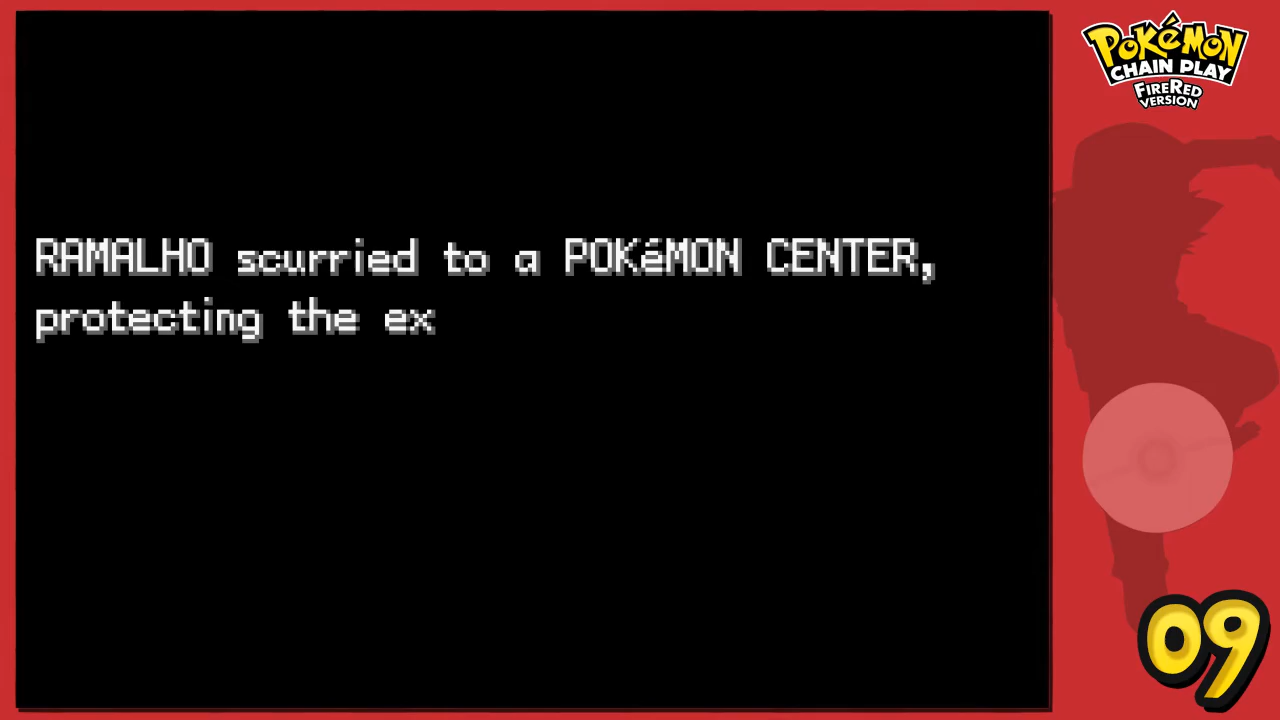 POKéMON
CHAIN PLAY
FIRERED
VERSION
RAMALHO scurried to a POKéMON CENTER,
protecting the ex
09